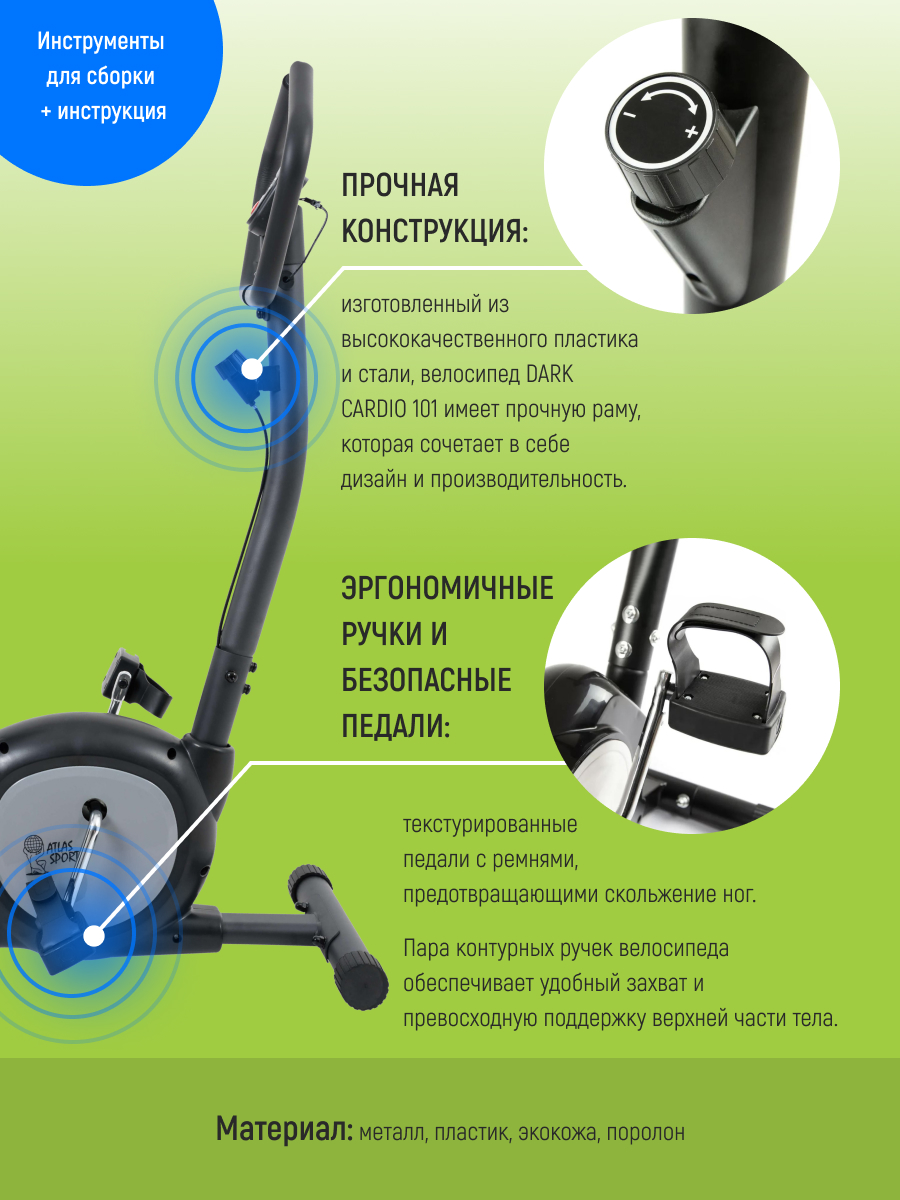 Инструменты
для сборки
+ инструкция
ПРОЧНАЯ
КОНСТРУКЦИЯ:
изготовленный из
высококачественного пластика
и стали, велосипед DARK
CARDIO 101 имеет прочную раму,
которая сочетает в себе
дизайн и производительность.
ЭРГОНОМИЧНЫЕ
РУЧКИ И
БЕЗОПАСНЫЕ
ПЕДАЛИ:
текстурированные
педали с ремнями,
предотвращающими скольжение ног.
Пара контурных ручек велосипеда
обеспечивает удобный захват и
превосходную поддержку верхней части тела.
ATLAS
SPORT
Материал: металл, пластик, экокожа, поролон